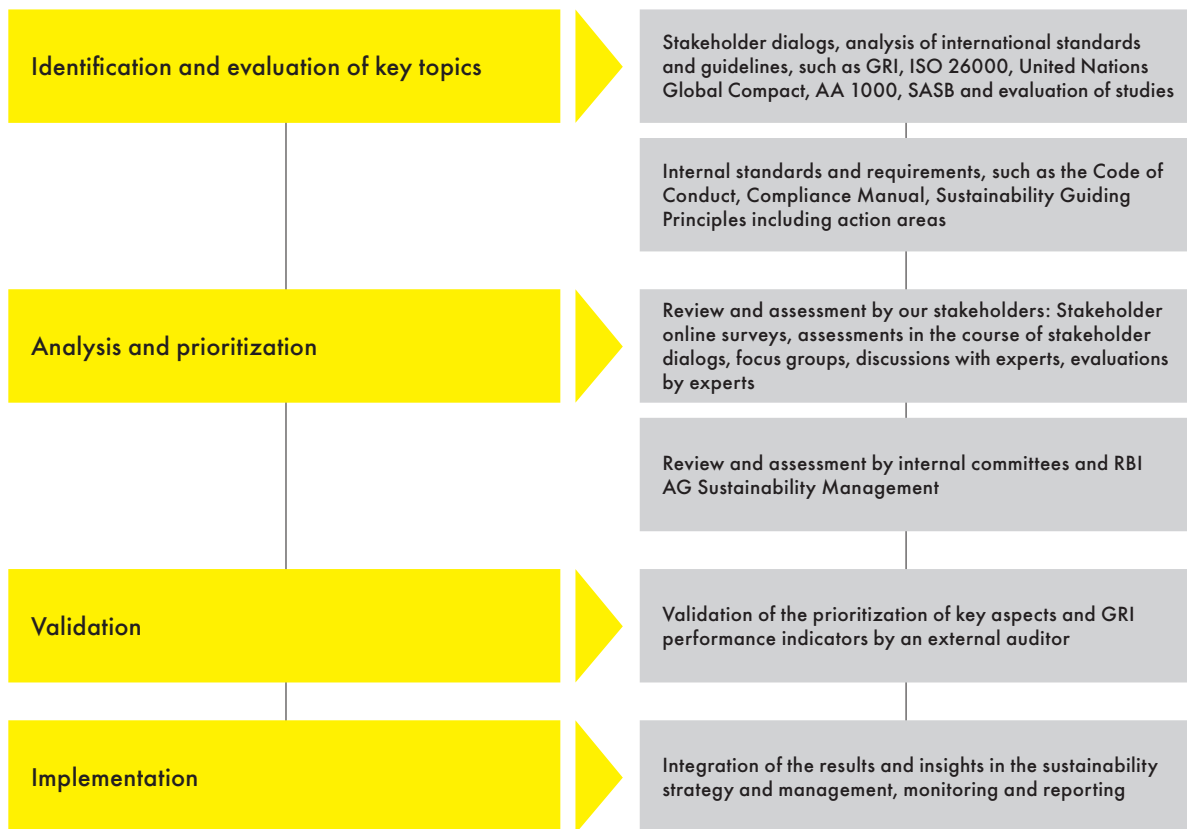 Identification and evaluation of key topics
Stakeholder dialogs, analysis of international standards
and guidelines, such as GRI, ISO 26000, United Nations
Global Compact, AA 1000, SASB and evaluation of studies
Internal standards and requirements, such as the Code of
Conduct, Compliance Manual, Sustainability Guiding
Principles including action areas
Analysis and prioritization
Review and assessment by our stakeholders: Stakeholder
online surveys, assessments in the course of stakeholder
dialogs, focus groups, discussions with experts, evaluations
by experts
Review and assessment by internal committees and RBI
AG Sustainability Management
Validation
Validation of the prioritization of key aspects and GRI
performance indicators by an external auditor
Implementation
Integration of the results and insights in the sustainability
strategy and management, monitoring and reporting